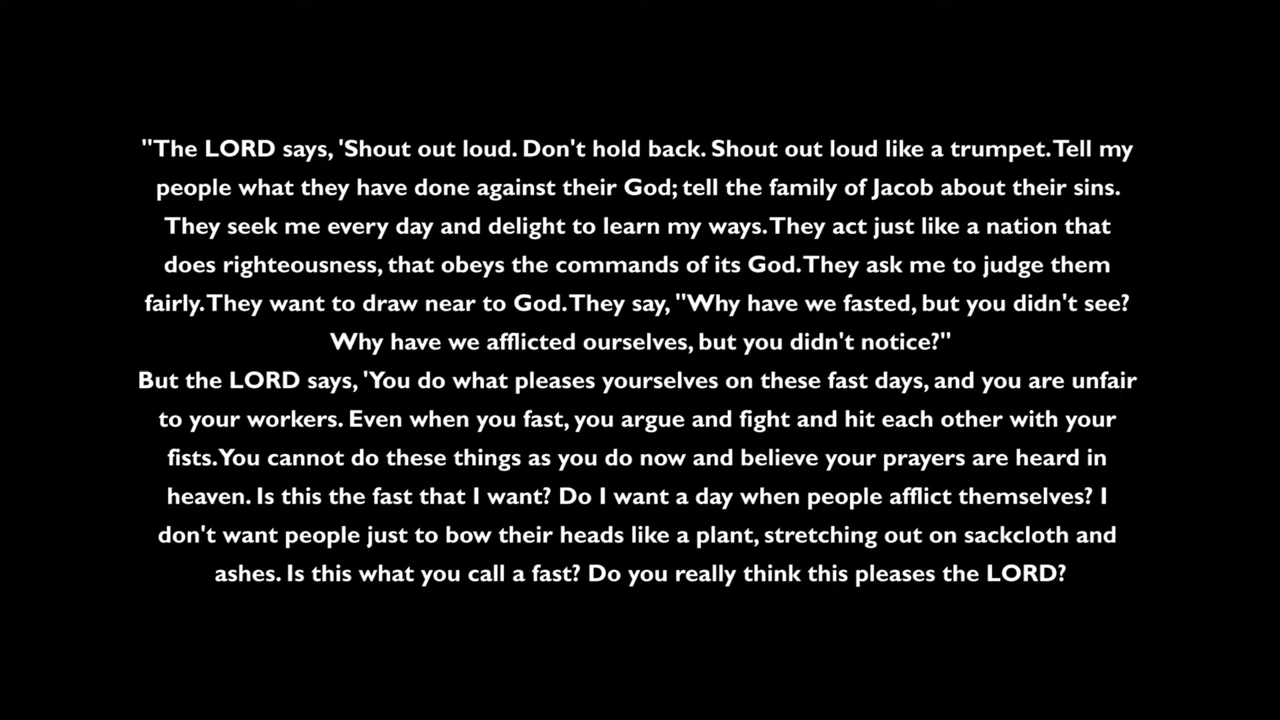 "The LORD says, 'Shout out loud. Don't hold back. Shout out loud like a trumpet. Tell my
people what they have done against their God; tell the family of Jacob about their sins.
They seek me every day and delight to learn my ways. They act just like a nation that
does righteousness, that obeys the commands of its God. They ask me to judge them
fairly. They want to draw near to God. They say, "Why have we fasted, but you didn't see?
Why have we afflicted ourselves, but you didn't notice?"
But the LORD says, 'You do what pleases yourselves on these fast days, and you are unfair
to your workers. Even when you fast, you argue and fight and hit each other with your
fists. You cannot do these things as you do now and believe your prayers are heard in
heaven. Is this the fast that I want? Do I want a day when people afflict themselves? I
don't want people just to bow their heads like a plant, stretching out on sackcloth and
ashes. Is this what you call a fast? Do you really think this pleases the LORD?